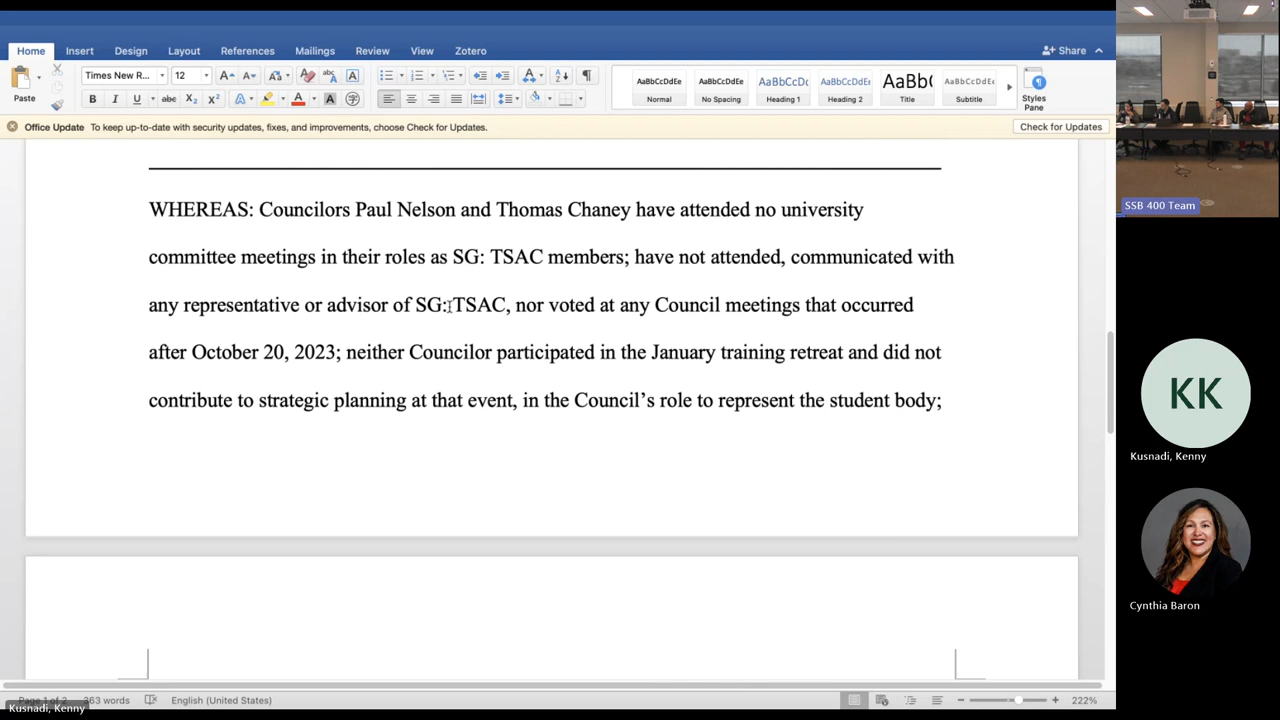 Home Insert Design Layout References Mailings Review View Zotero Share
Paste Times New R... 12
AaBbCcDdEe AaBbCcDdEe AaBbCcDc AaBbCcDdE AaBb( AaBbCcDdEe
Normal No Spacing Heading 1 Heading 2 Title Subtitle Styles Pane
Office Update To keep up-to-date with security updates, fixes, and improvements, choose Check for Updates. Check for Updates
WHEREAS: Councilors Paul Nelson and Thomas Chaney have attended no university
committee meetings in their roles as SG: TSAC members; have not attended, communicated with
any representative or advisor of SG: TSAC, nor voted at any Council meetings that occurred
after October 20, 2023; neither Councilor participated in the January training retreat and did not
contribute to strategic planning at that event, in the Council's role to represent the student body;
Page 1 of 2 363 words English (United States) 222%
Kusnadi, Kenny
SSB 400 Team
KK
Kusnadi, Kenny
Cynthia Baron